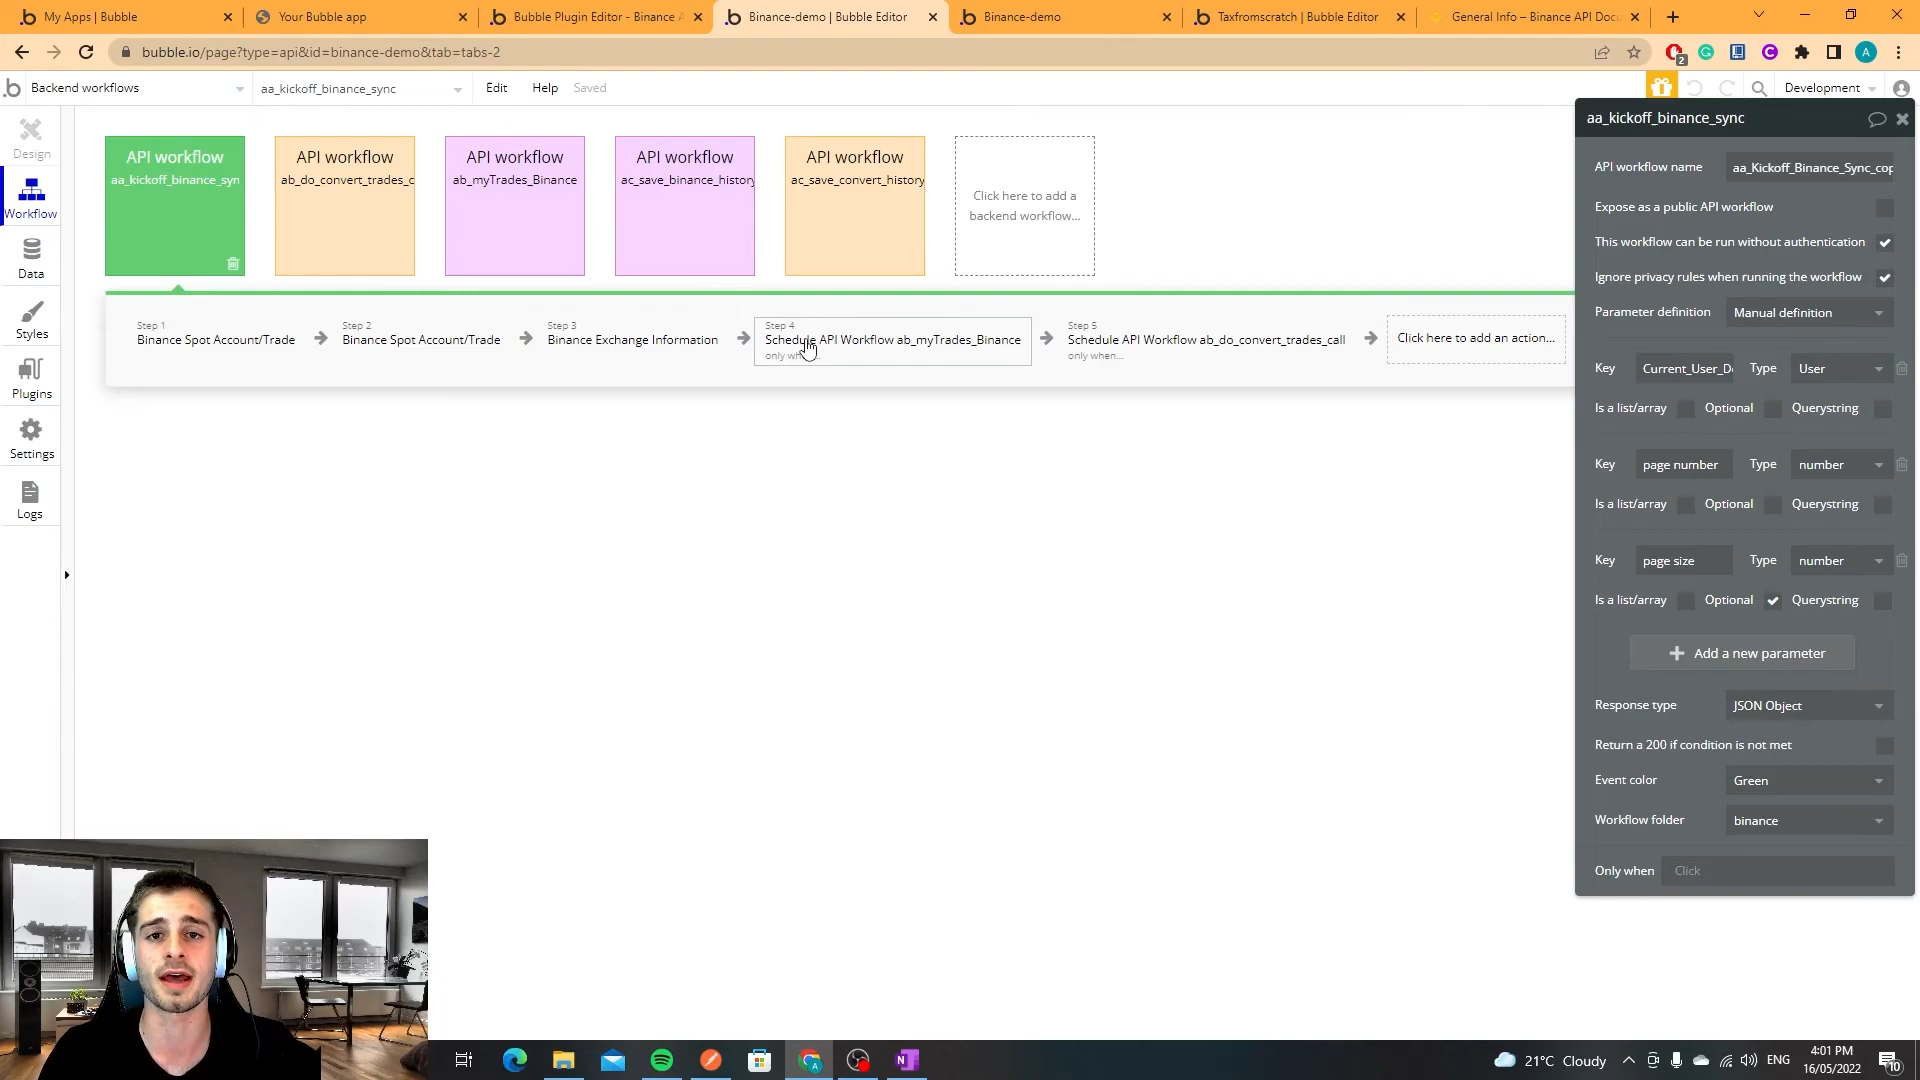 My Apps | Bubble
Your Bubble app
Bubble Plugin Editor - Binance A
Binance-demo | Bubble Editor
Binance-demo
Taxfromscratch | Bubble Editor
General Info – Binance API Docu
bubble.io/page?type=api&id=binance-demo&tab=tabs-2
2
A
Backend workflows
aa_kickoff_binance_sync
Edit
Help
Saved
Development
Design
Workflow
Data
Styles
Plugins
Settings
Logs
API workflow
aa_kickoff_binance_syn
API workflow
ab_do_convert_trades_c
API workflow
ab_myTrades_Binance
API workflow
ac_save_binance_history
API workflow
ac_save_convert_history
Click here to add a
backend workflow...
Step 1
Binance Spot Account/Trade
Step 2
Binance Spot Account/Trade
Step 3
Binance Exchange Information
Step 4
Schedule API Workflow ab_myTrades_Binance
Step 5
Schedule API Workflow ab_do_convert_trades_call
only when...
Click here to add an action...
aa_kickoff_binance_sync
API workflow name
aa_Kickoff_Binance_Sync_cop
Expose as a public API workflow
This workflow can be run without authentication
Ignore privacy rules when running the workflow
Parameter definition
Manual definition
Key
Current_User_D
Type
User
Is a list/array
Optional
Querystring
Key
page number
Type
number
Is a list/array
Optional
Querystring
Key
page size
Type
number
Is a list/array
Optional
Querystring
Add a new parameter
Response type
JSON Object
Return a 200 if condition is not met
Event color
Green
Workflow folder
binance
Only when
Click
21°C Cloudy
ENG
4:01 PM
16/05/2022
10